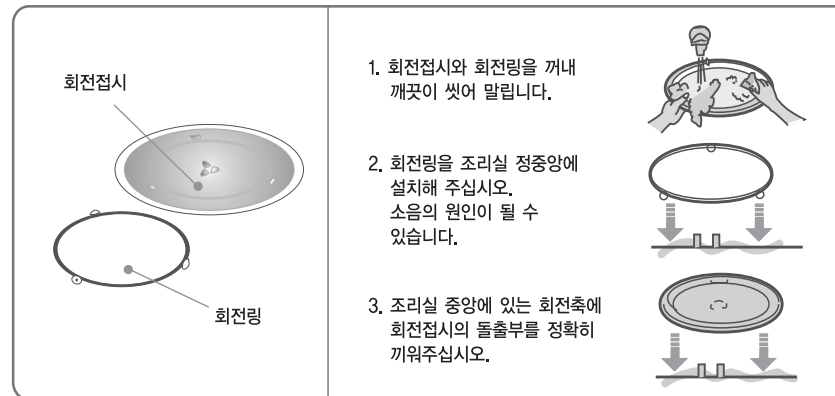 회전접시
회전링
1. 회전접시와 회전링을 꺼내
깨끗이 씻어 말립니다.
2. 회전링을 조리실 정중앙에
설치해 주십시오.
소음의 원인이 될 수
있습니다.
3. 조리실 중앙에 있는 회전축에
회전접시의 돌출부를 정확히
끼워주십시오.